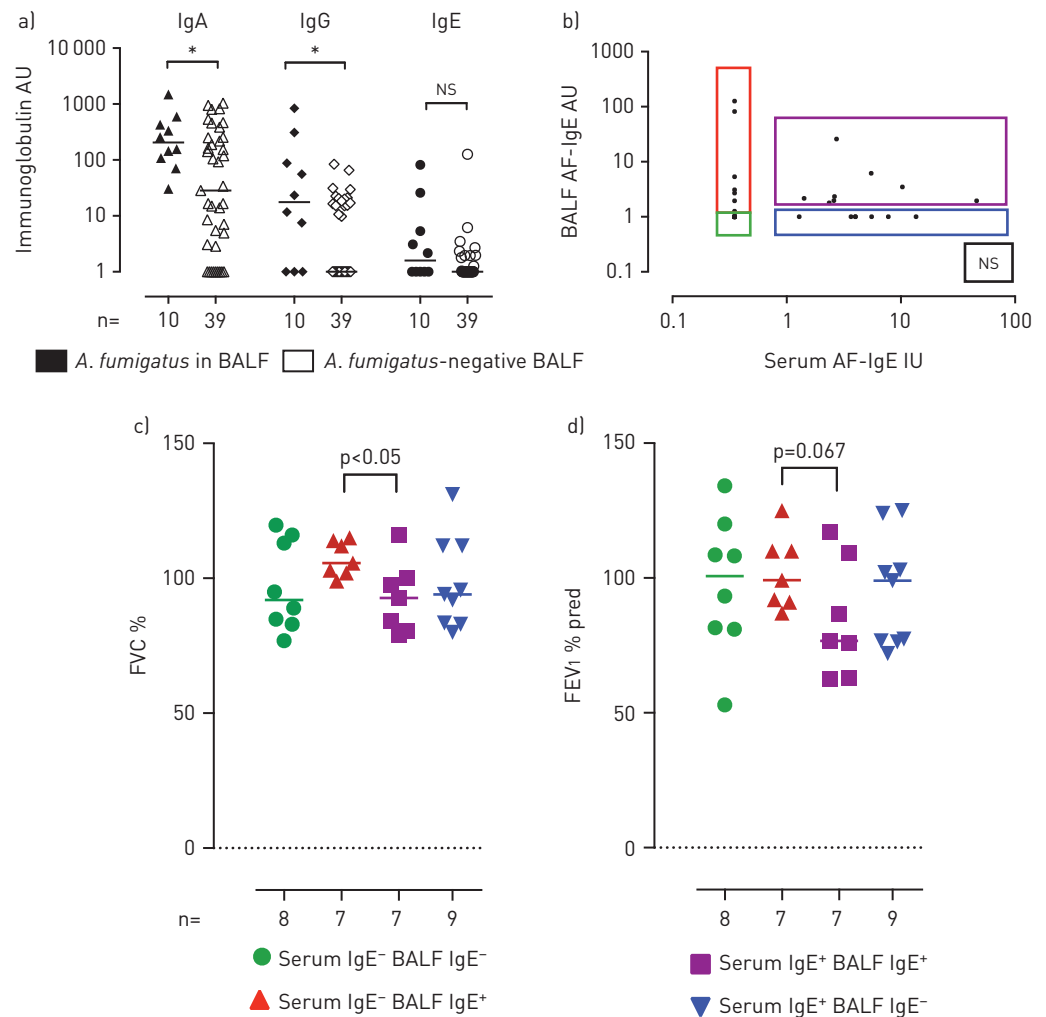 a)
IgA IgG IgE
Immunoglobulin AU
10 000
1000
100
10
1
* * NS
n= 10 39 10 39 10 39
A. fumigatus in BALF A. fumigatus-negative BALF
b)
BALF AF-IgE AU
1000
100
10
1
0.1
NS
0.1 1 10 100
Serum AF-IgE IU
c)
FVC %
150
100
50
0
p<0.05
n= 8 7 7 9
d)
FEV1 % pred
150
100
50
0
p=0.067
8 7 7 9
Serum IgE− BALF IgE−
Serum IgE− BALF IgE+
Serum IgE+ BALF IgE+
Serum IgE+ BALF IgE−